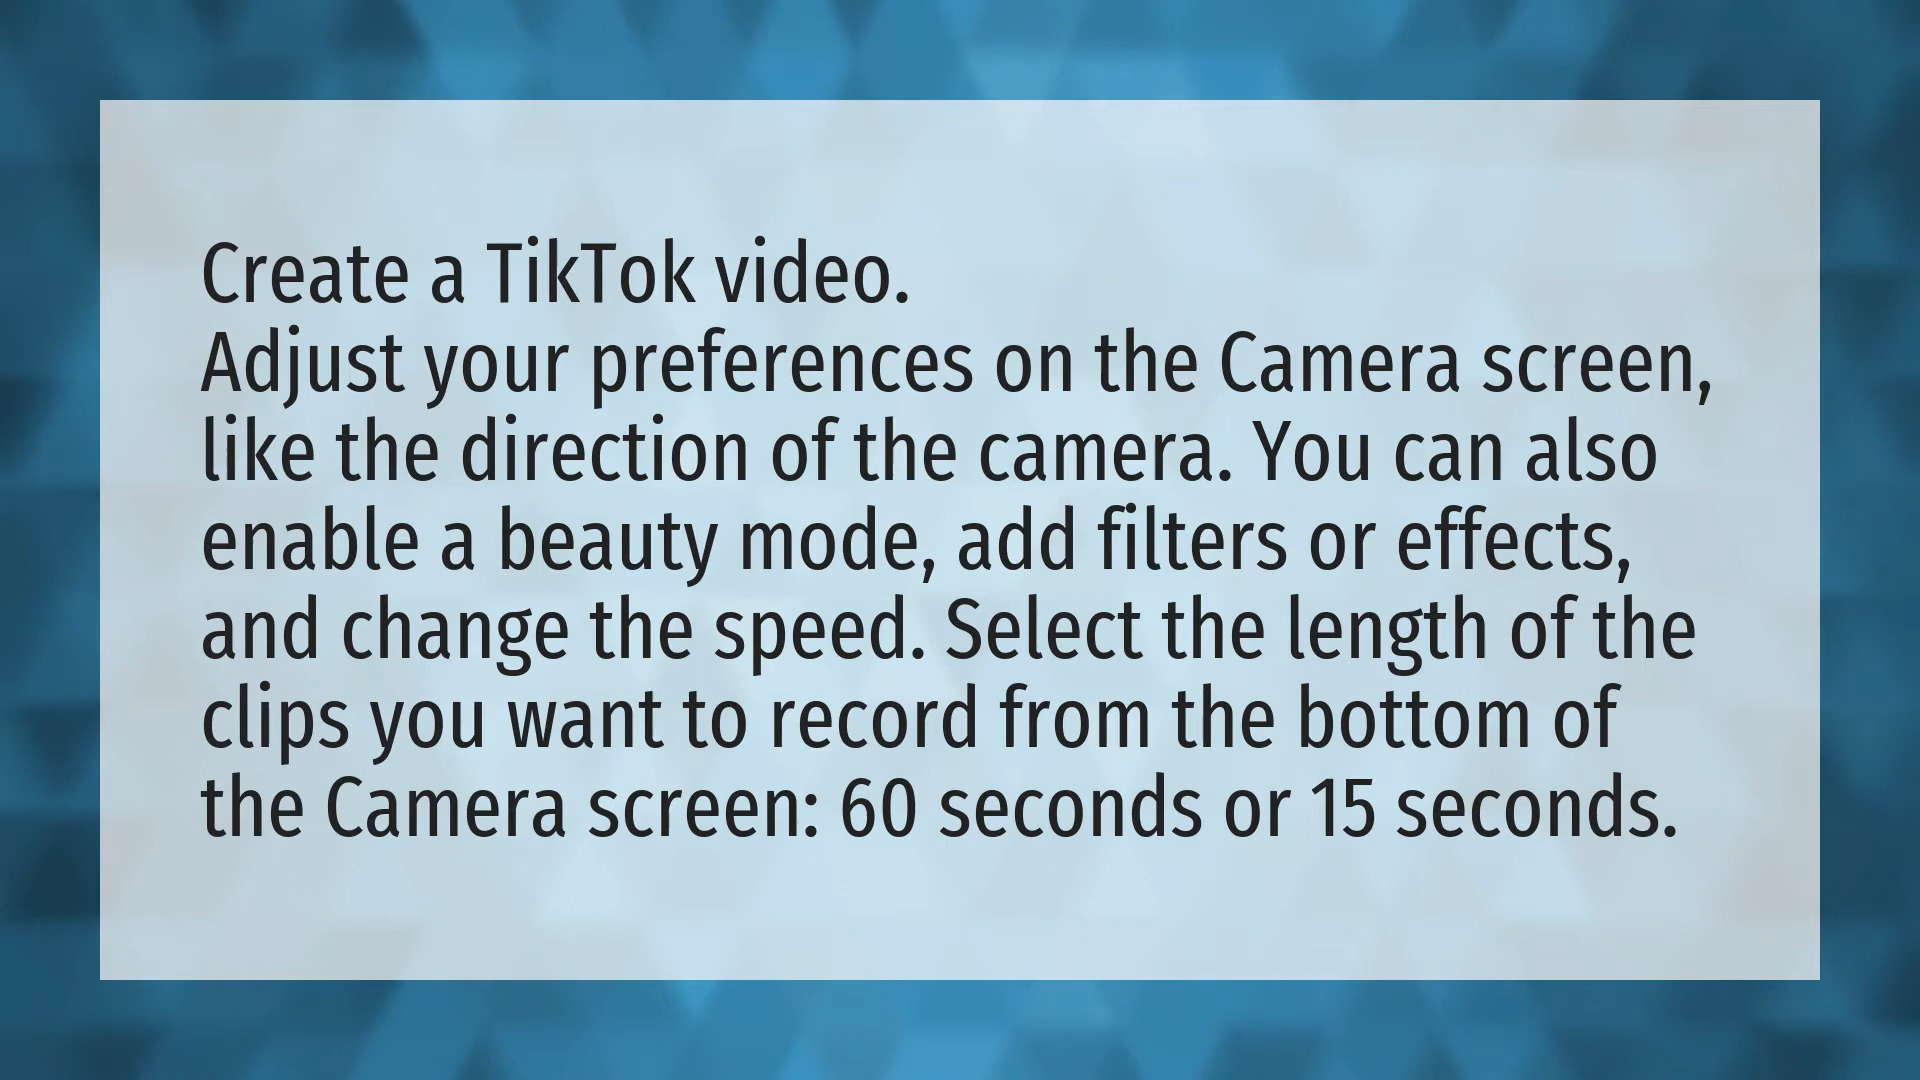 Create a TikTok video.
Adjust your preferences on the Camera screen,
like the direction of the camera. You can also
enable a beauty mode, add filters or effects,
and change the speed. Select the length of the
clips you want to record from the bottom of
the Camera screen: 60 seconds or 15 seconds.